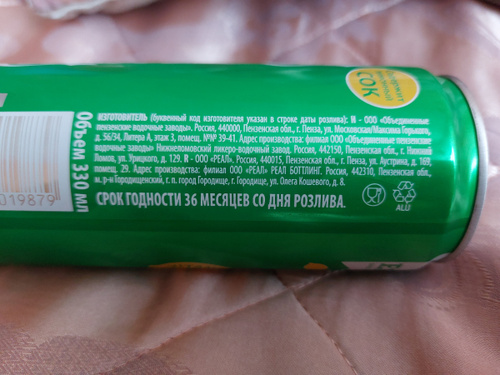 СОК
ИЗГОТОВИТЕЛЬ (буквенный код изготовителя указан в строке даты розлива): N - ООО «Объединенные
пензенские водочные заводы». Россия, 440000, Пензенская обл., г. Пенза, ул. Московская/Максима Горького,
д. 56/34, Литера А, этаж 3, помещ. №№ 39-41. Адрес производства: филиал ООО «Объединенные пензенские
водочные заводы» Нижнеломовский ликеро-водочный завод. Россия, 442150, Пензенская обл., г. Нижний
Ломов, ул. Урицкого, д. 129. R - ООО «РЕАЛ», Россия, 440015, Пензенская обл., г. Пенза, ул. Аустрина, д. 169,
помещ. 29. Адрес производства: филиал ООО «РЕАЛ» РЕАЛ БОТТЛИНГ. Россия, 442310, Пензенская обл.,
м. р-н Городищенский, г. п. город Городище, г. Городище, ул. Олега Кошевого, д. 8.
СРОК ГОДНОСТИ 36 МЕСЯЦЕВ СО ДНЯ РОЗЛИВА.
ALU
Объем 330 мл
019879